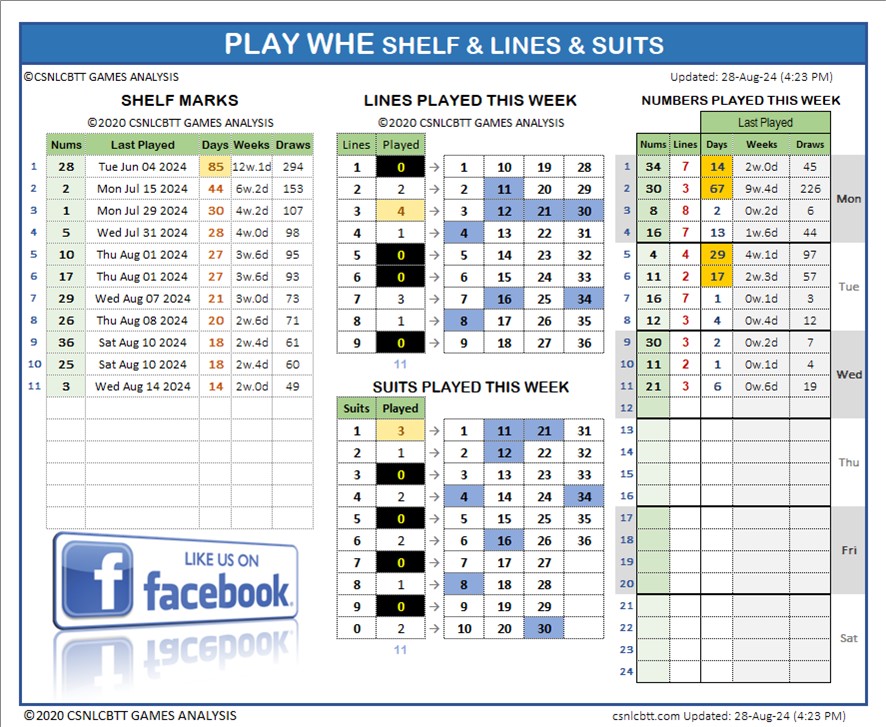 PLAY WHE SHELF & LINES & SUITS
©CSNLCBTT GAMES ANALYSIS
Updated: 28-Aug-24 (4:23 PM)
SHELF MARKS
©2020 CSNLCBTT GAMES ANALYSIS
Nums Last Played Days Weeks Draws
1 28 Tue Jun 04 2024 85 12w.1d 294
2 2 Mon Jul 15 2024 44 6w.2d 153
3 1 Mon Jul 29 2024 30 4w.2d 107
4 5 Wed Jul 31 2024 28 4w.0d 98
5 10 Thu Aug 01 2024 27 3w.6d 95
6 17 Thu Aug 01 2024 27 3w.6d 93
7 29 Wed Aug 07 2024 21 3w.0d 73
8 26 Thu Aug 08 2024 20 2w.6d 71
9 36 Sat Aug 10 2024 18 2w.4d 61
10 25 Sat Aug 10 2024 18 2w.4d 60
11 3 Wed Aug 14 2024 14 2w.0d 49
LIKE US ON
facebook
LINES PLAYED THIS WEEK
©2020 CSNLCBTT GAMES ANALYSIS
Lines Played
1 0 → 1 10 19 28
2 2 → 2 11 20 29
3 4 → 3 12 21 30
4 1 → 4 13 22 31
5 0 → 5 14 23 32
6 0 → 6 15 24 33
7 3 → 7 16 25 34
8 1 → 8 17 26 35
9 0 → 9 18 27 36
11
SUITS PLAYED THIS WEEK
Suits Played
1 3 → 1 11 21 31
2 1 → 2 12 22 32
3 0 → 3 13 23 33
4 2 → 4 14 24 34
5 0 → 5 15 25 35
6 2 → 6 16 26 36
7 0 → 7 17 27
8 1 → 8 18 28
9 0 → 9 19 29
0 2 → 10 20 30
11
NUMBERS PLAYED THIS WEEK
Last Played
Nums Lines Days Weeks Draws
1 34 7 14 2w.0d 45
2 30 3 67 9w.4d 226
Mon
3 8 8 2 0w.2d 6
4 16 7 13 1w.6d 44
5 4 4 29 4w.1d 97
6 11 2 17 2w.3d 57
Tue
7 16 7 1 0w.1d 3
8 12 3 4 0w.4d 12
9 30 3 2 0w.2d 7
10 11 2 1 0w.1d 4
Wed
11 21 3 6 0w.6d 19
12
13
14
Thu
15
16
17
18
Fri
19
20
21
22
Sat
23
24
©2020 CSNLCBTT GAMES ANALYSIS
csnlcbtt.com Updated: 28-Aug-24 (4:23 PM)